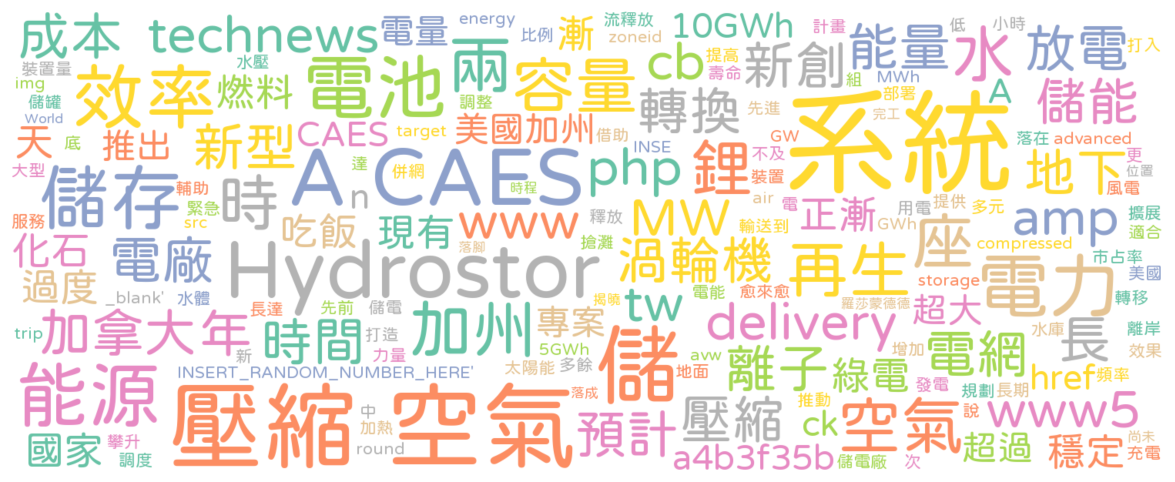 成本 technews 電量 energy 比例 漸 流釋放 zoneid 10GWh 計畫 低 小時
裝置量 水壓 兩 cb 提高 壽命 新創 能量 組 MWh 水 放電 打入
img 效率 燃料 電池 調整 容量 轉換 先進 部署 完工 A 儲能
儲罐 World
天 底 推出 新型 CAES target 美國加州 借助 INSE GW 系統 落在 advanced
大型 達 併網 A CAES 時程 php 鋰 不及 裝置 地下 更 位置 風電
儲存 輔助 緊急 src 時 n air 電 用電 提供 多元
服務 吃飯 現有 www 釋放 MW 輸送到 正漸 GWh 座 amp 擴展 適合
化石 電廠 落腳 搶灘 渦輪機 再生 compressed 市占率
過度 _blank' 水體 Hydrostor 電能 愈來愈 storage 電力 美國 轉移
trip 加拿大年 長達 先前 儲電 揭曉 tw 羅莎蒙德德 超大
時間 打造 加州 專案 delivery 水庫 長 離岸
新 力量 5GWh 儲 avw 增加 電網 效果
能源 INSERT_RANDOM_NUMBER_HERE' 太陽能 多餘 地面 離子 綠電 發電 href 頻率
壓縮 空氣 落成 推動 規劃 長期
中 加熱 預計 壓縮 ck 空氣 說 www5
國家 攀升 調度 round a4b3f35b 儲電廠 次 超過 穩定 尚未 充電